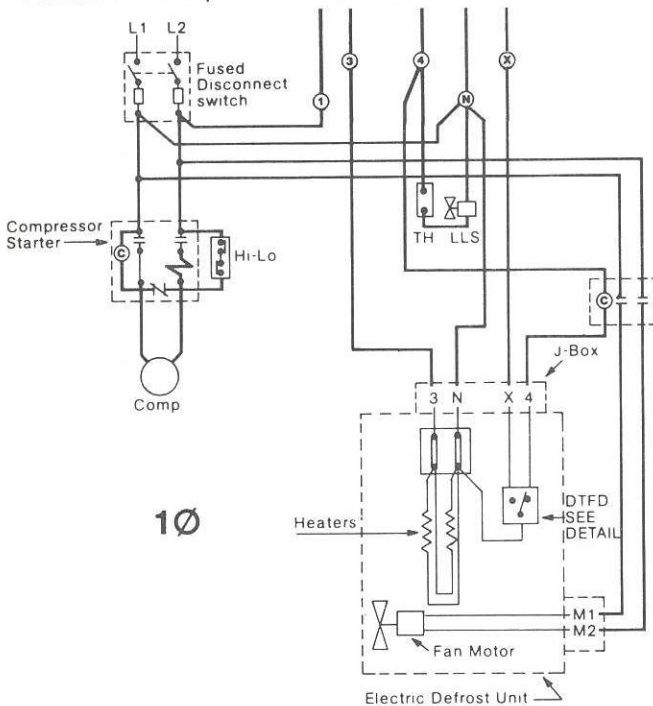 L1 L2
Fused
Disconnect
switch
1
3
4
N
X
Compressor
Starter
C
Hi-Lo
TH LLS
C
J-Box
Comp
3 N X 4
1Ø
Heaters
DTFD
SEE
DETAIL
M1
M2
Fan Motor
Electric Defrost Unit